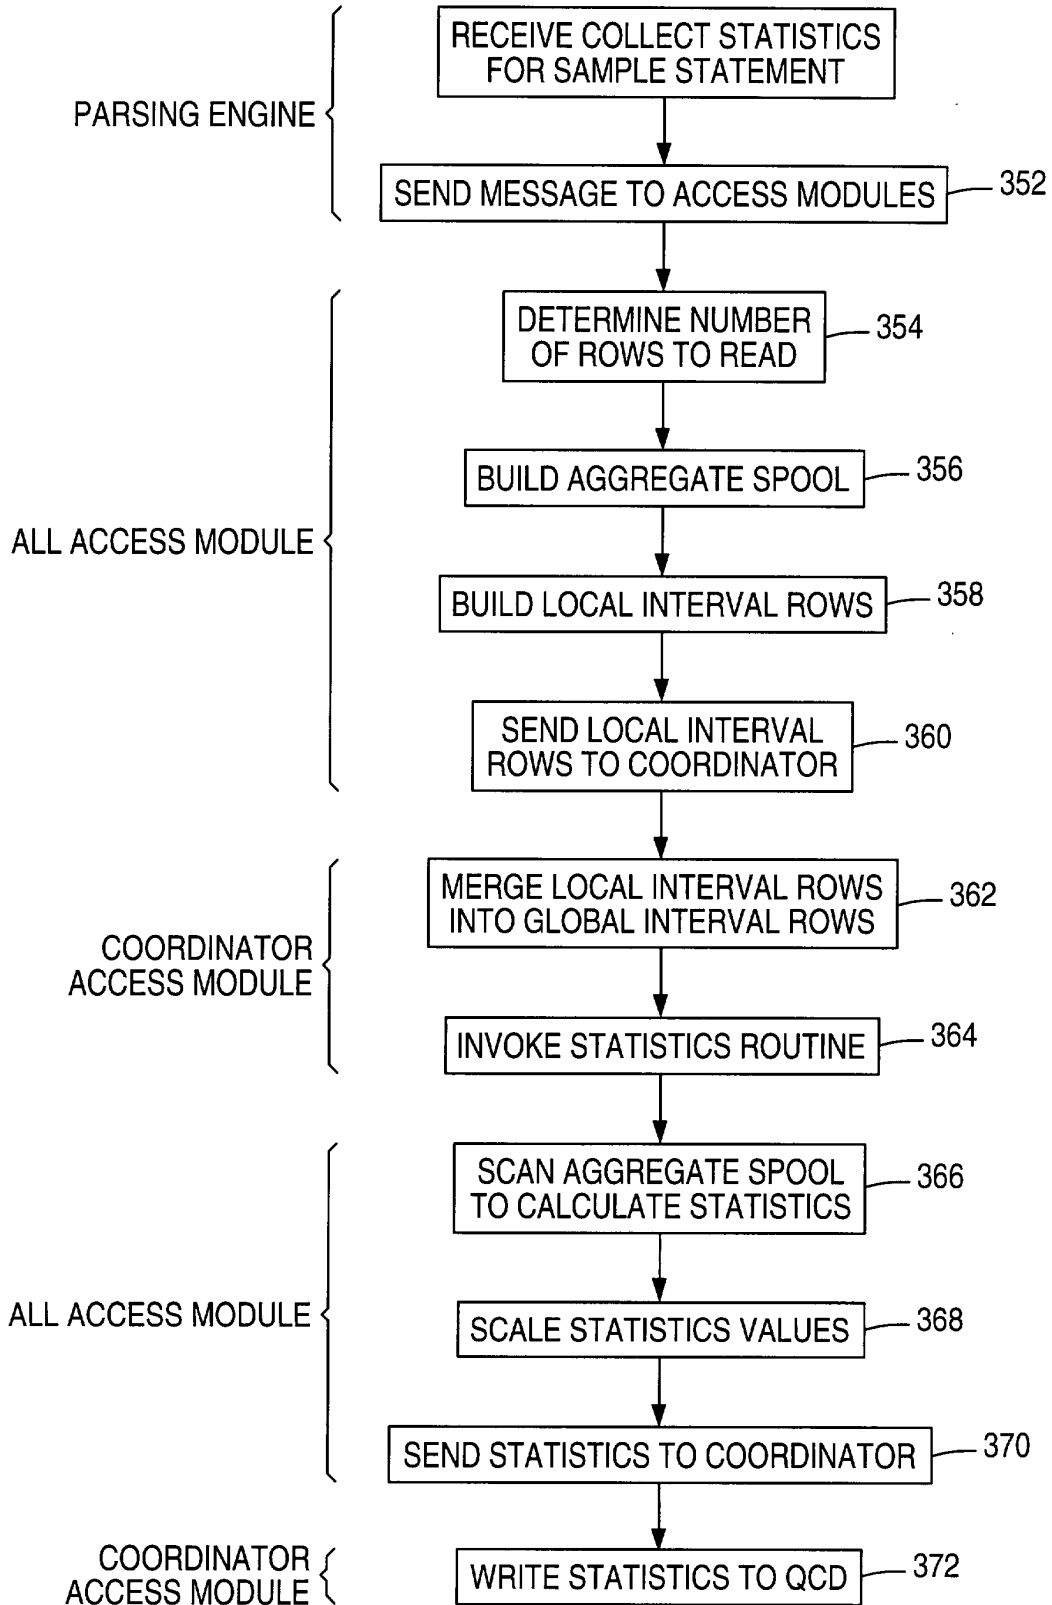 RECEIVE COLLECT STATISTICS
FOR SAMPLE STATEMENT
PARSING ENGINE
SEND MESSAGE TO ACCESS MODULES
352
DETERMINE NUMBER
OF ROWS TO READ
354
BUILD AGGREGATE SPOOL
356
ALL ACCESS MODULE
BUILD LOCAL INTERVAL ROWS
358
SEND LOCAL INTERVAL
ROWS TO COORDINATOR
360
MERGE LOCAL INTERVAL ROWS
INTO GLOBAL INTERVAL ROWS
362
COORDINATOR
ACCESS MODULE
INVOKE STATISTICS ROUTINE
364
SCAN AGGREGATE SPOOL
TO CALCULATE STATISTICS
366
ALL ACCESS MODULE
SCALE STATISTICS VALUES
368
SEND STATISTICS TO COORDINATOR
370
COORDINATOR
ACCESS MODULE
WRITE STATISTICS TO QCD
372